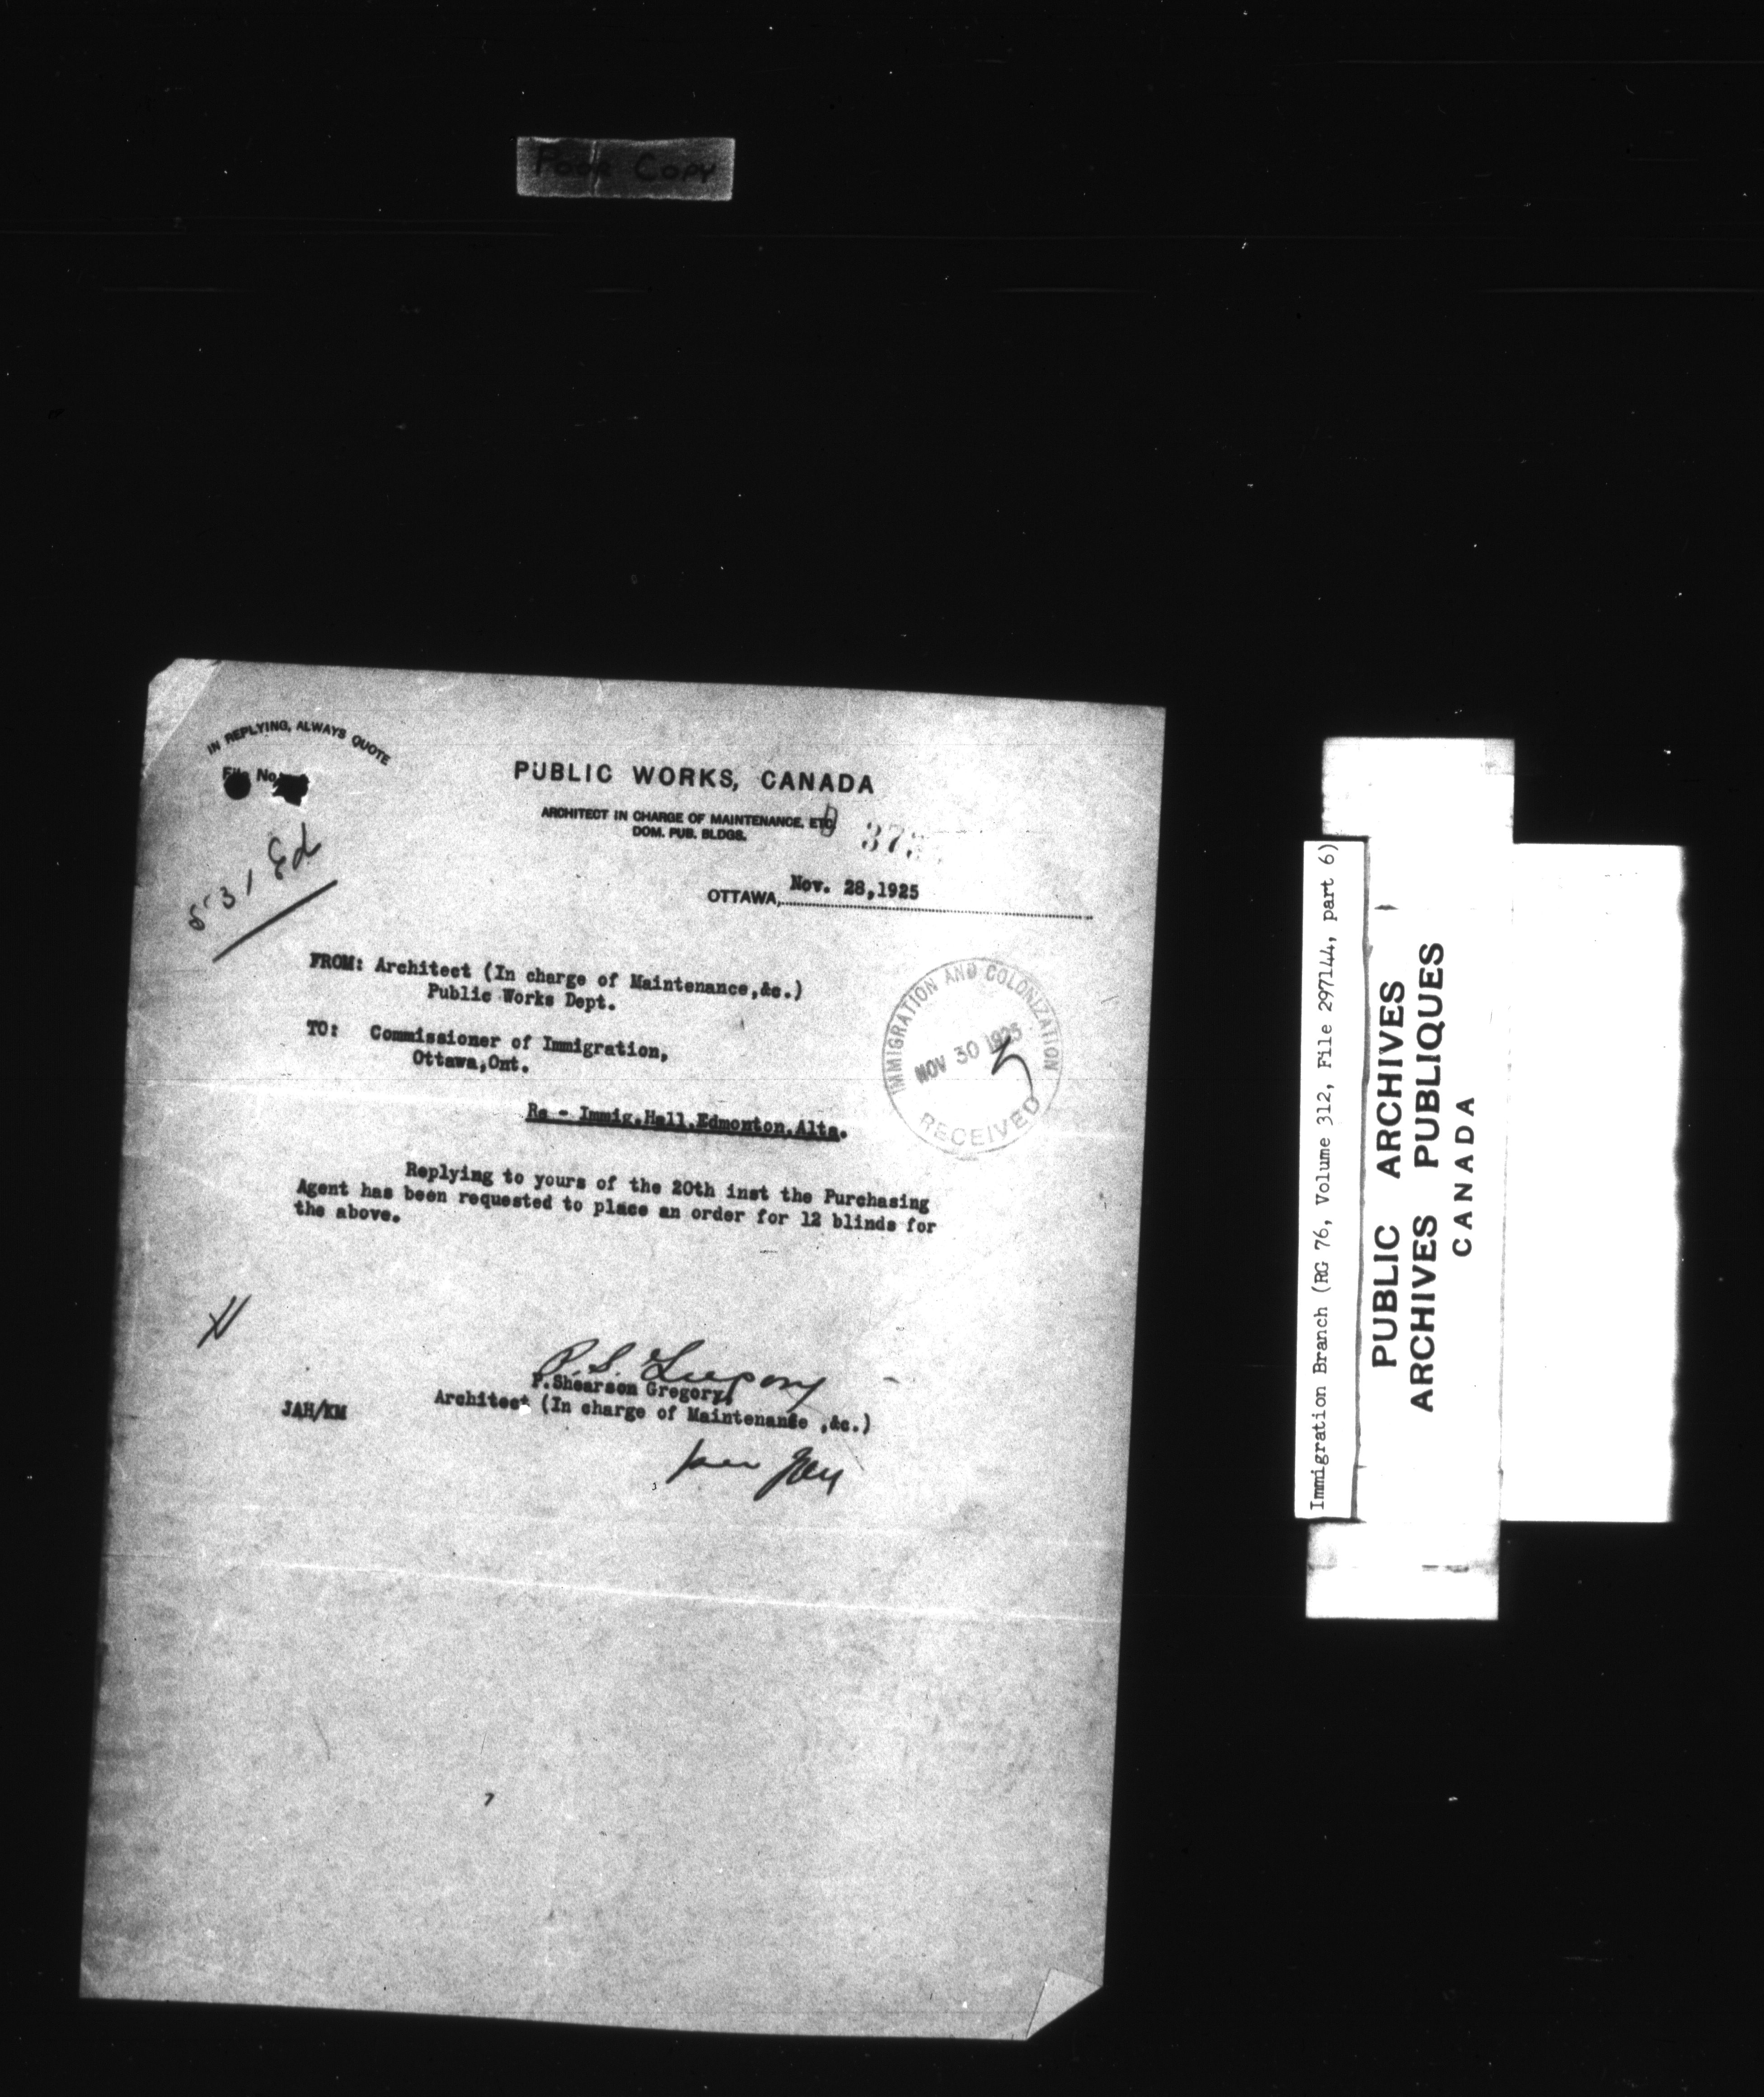 Poor Copy
IN REPLYING, ALWAYS QUOTE
File No.
PUBLIC WORKS, CANADA
ARCHITECT IN CHARGE OF MAINTENANCE, ETC
DOM. PUB. BLDGS.
373
531 Ed
OTTAWA, Nov. 28,1925
FROM: Architect (In charge of Maintenance,&c.)
Public Works Dept.
TO: Commissioner of Immigration,
Ottawa,Ont.
IMMIGRATION AND COLONIZATION
NOV 30 1925
RECEIVED
Re - Immig.Hall,Edmonton,Alta.
Replying to yours of the 20th inst the Purchasing
Agent has been requested to place an order for 12 blinds for
the above.
P. S. Gregory
P.Shearson Gregory,
Architect (In charge of Maintenance ,&c.)
JAH/KM
7
Immigration Branch (RG 76, Volume 312, File 297144, part 6)
PUBLIC ARCHIVES
ARCHIVES PUBLIQUES
CANADA